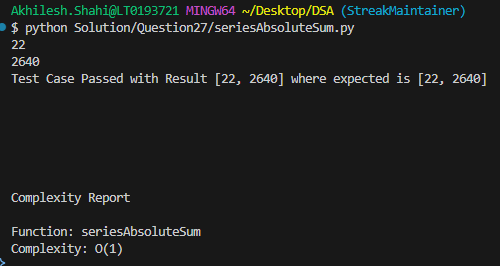 Akhilesh.Shahi@LT0193721 MINGW64 ~/Desktop/DSA (StreakMaintainer)
$ python Solution/Question27/seriesAbsoluteSum.py
22
2640
Test Case Passed with Result [22, 2640] where expected is [22, 2640]
Complexity Report
Function: seriesAbsoluteSum
Complexity: O(1)